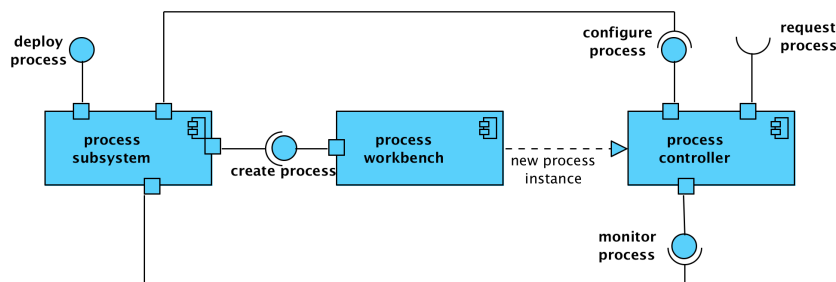 deploy
process
configure
process
request
process
process
subsystem
create process
process
workbench
new process
instance
process
controller
monitor
process